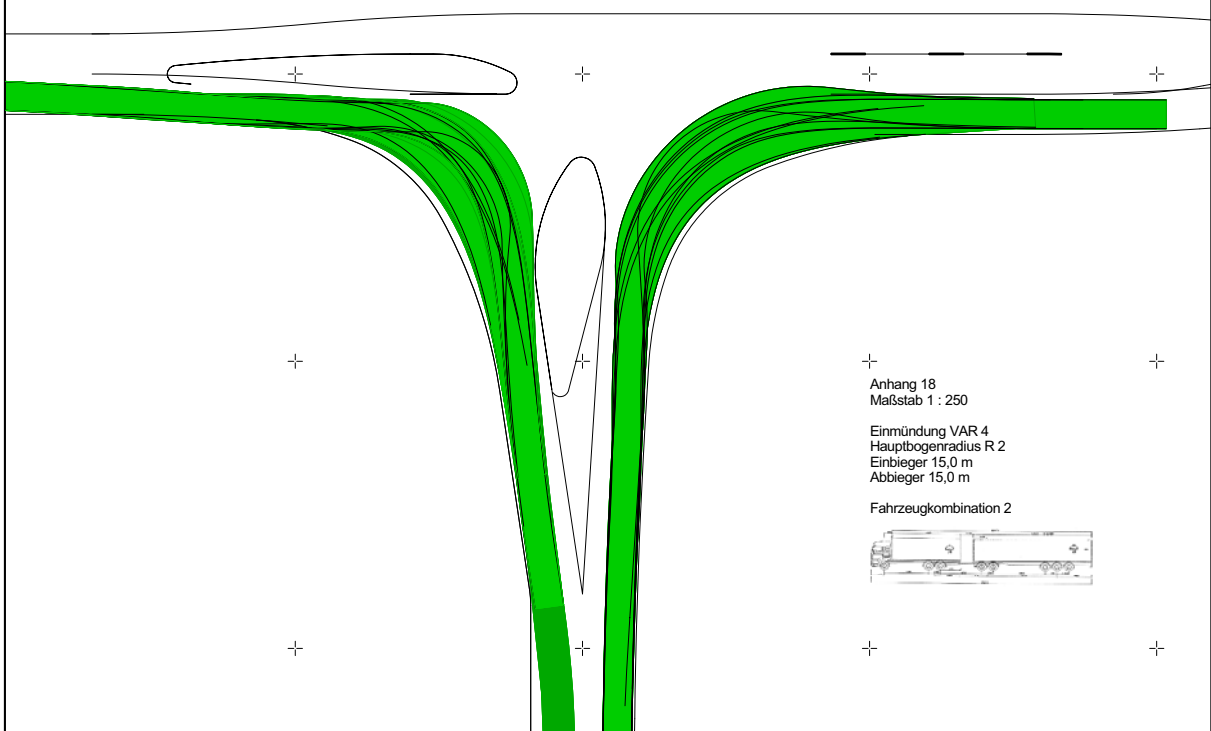 Anhang 18
Maßstab 1 : 250
Einmündung VAR 4
Hauptbogenradius R 2
Einbieger 15,0 m
Abbieger 15,0 m
Fahrzeugkombination 2